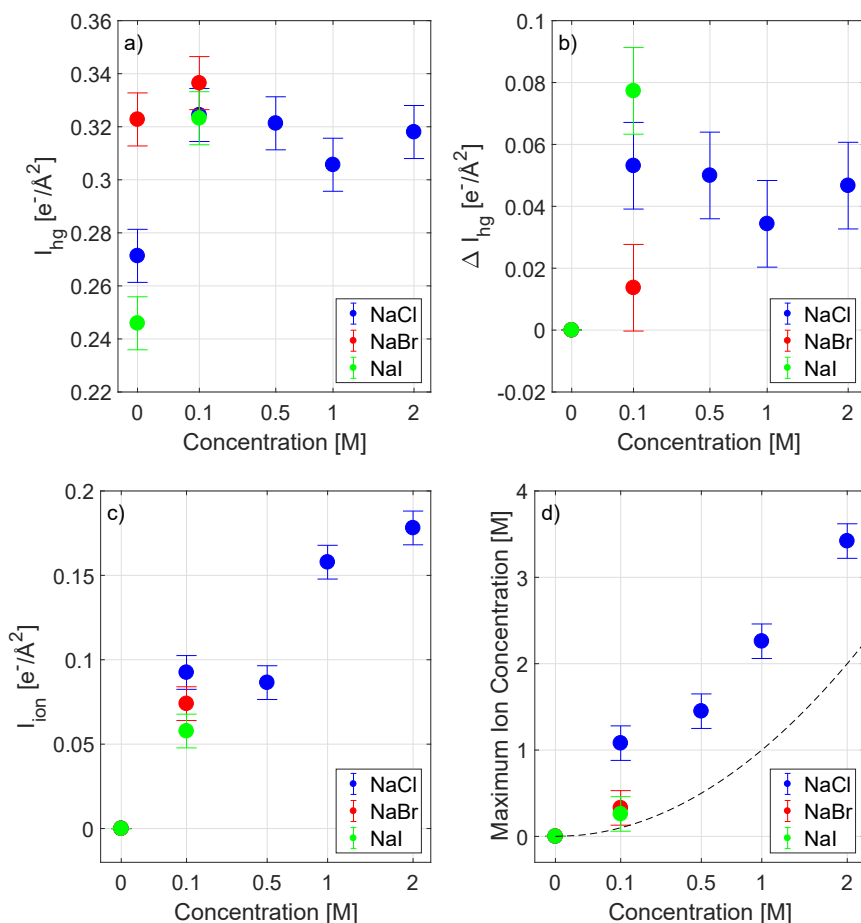 a)
I_hg [e⁻/Å²]
0.36
0.34
0.32
0.3
0.28
0.26
0.24
0.22
0 0.1 0.5 1 2
Concentration [M]
NaCl
NaBr
NaI
b)
Δ I_hg [e⁻/Å²]
0.1
0.08
0.06
0.04
0.02
0
-0.02
0 0.1 0.5 1 2
Concentration [M]
NaCl
NaBr
NaI
c)
I_ion [e⁻/Å²]
0.2
0.15
0.1
0.05
0
0 0.1 0.5 1 2
Concentration [M]
NaCl
NaBr
NaI
d)
Maximum Ion Concentration [M]
4
3
2
1
0
0 0.1 0.5 1 2
Concentration [M]
NaCl
NaBr
NaI